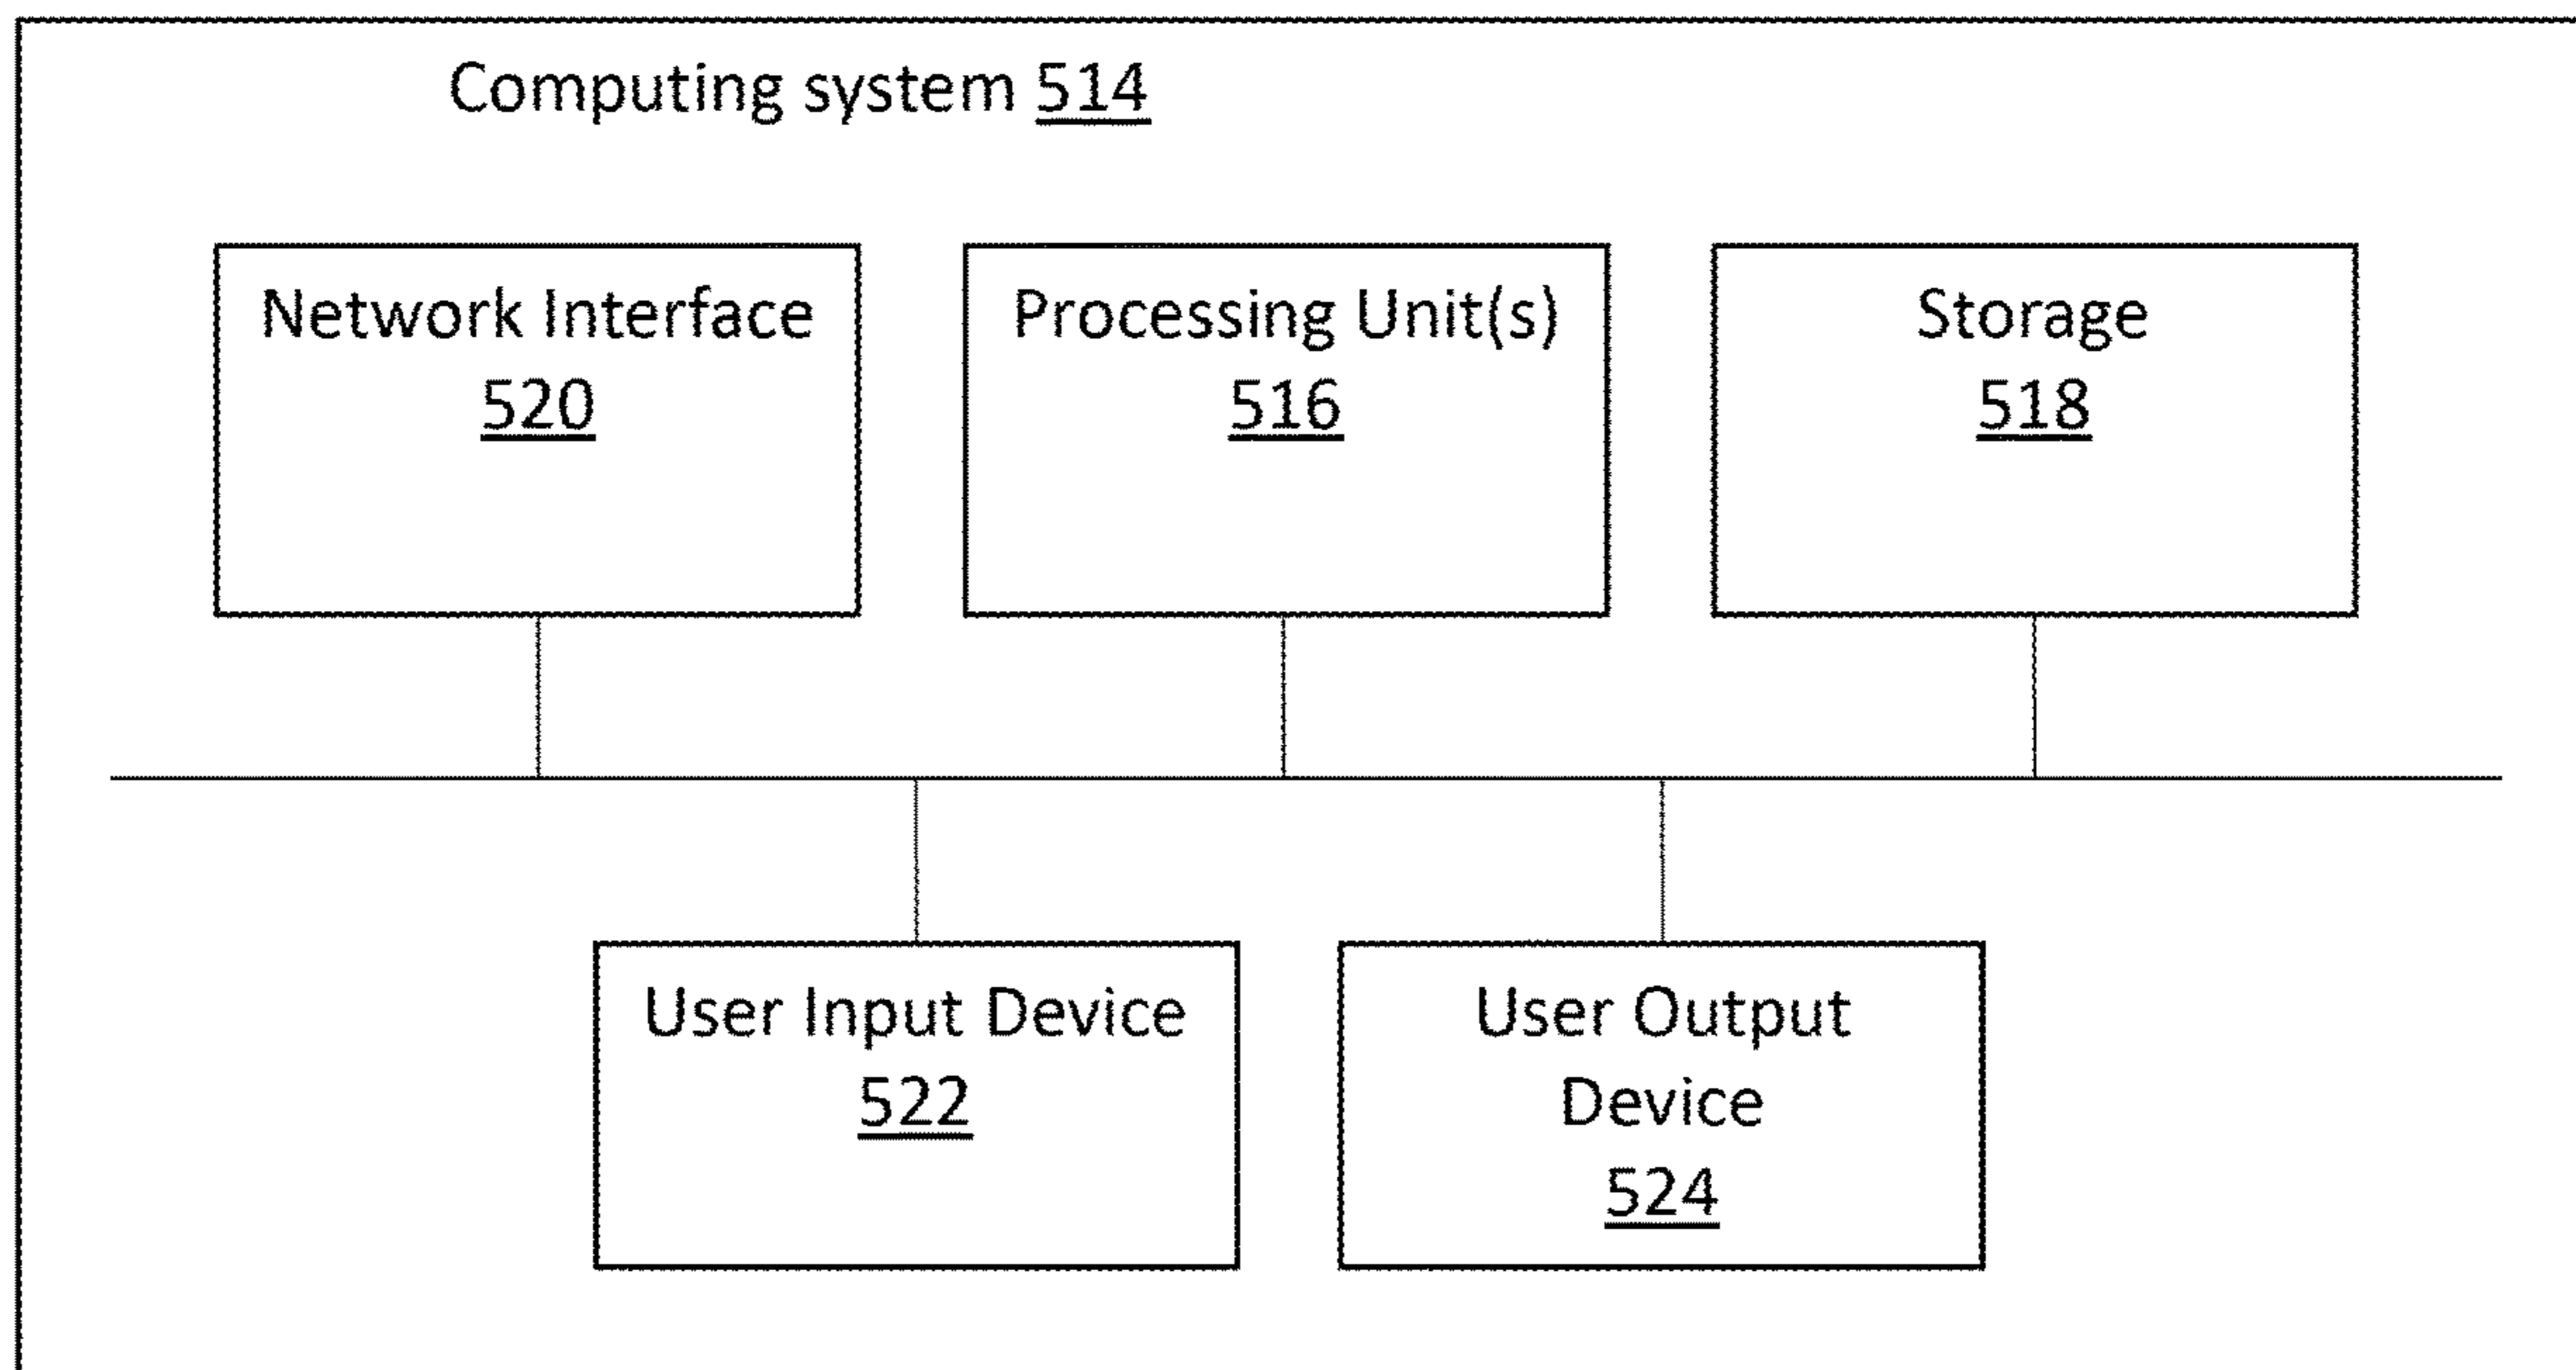 Computing system 514
Network Interface
520
Processing Unit(s)
516
Storage
518
User Input Device
522
User Output
Device
524